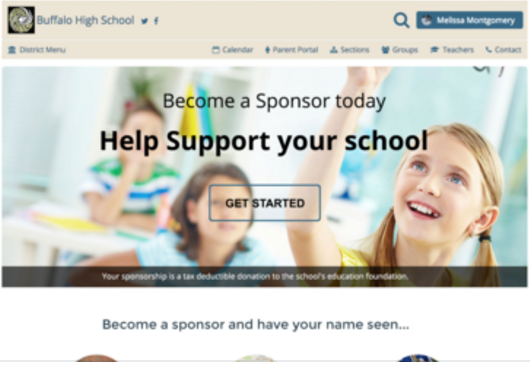 Buffalo High School
Melissa Montgomery
District Menu
Calendar
Parent Portal
Sections
Groups
Teachers
Contact
Become a Sponsor today
Help Support your school
GET STARTED
Your sponsorship is a tax deductible donation to the school's education foundation.
Become a sponsor and have your name seen...